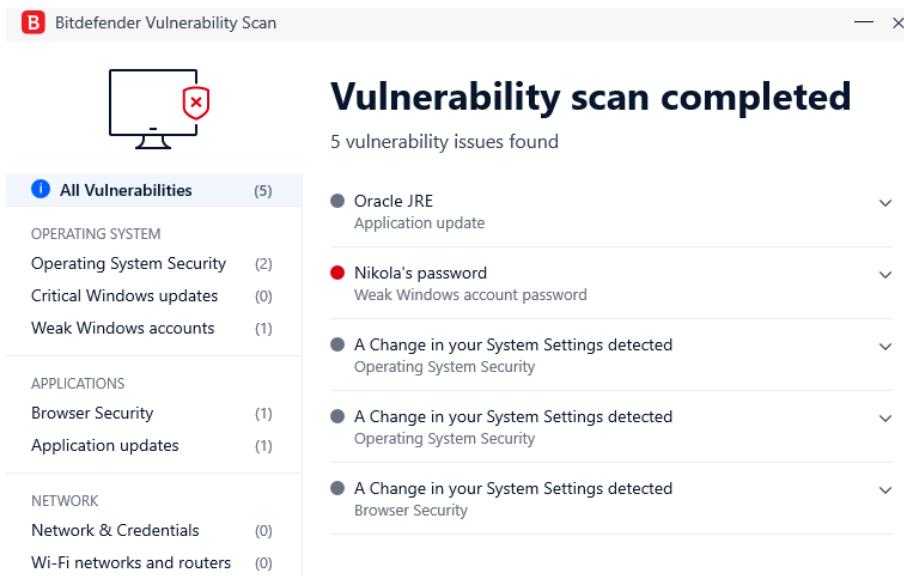 B Bitdefender Vulnerability Scan
Vulnerability scan completed
5 vulnerability issues found
i All Vulnerabilities (5)
OPERATING SYSTEM
Operating System Security (2)
Critical Windows updates (0)
Weak Windows accounts (1)
APPLICATIONS
Browser Security (1)
Application updates (1)
NETWORK
Network & Credentials (0)
Wi-Fi networks and routers (0)
Oracle JRE
Application update
Nikola's password
Weak Windows account password
A Change in your System Settings detected
Operating System Security
A Change in your System Settings detected
Operating System Security
A Change in your System Settings detected
Browser Security